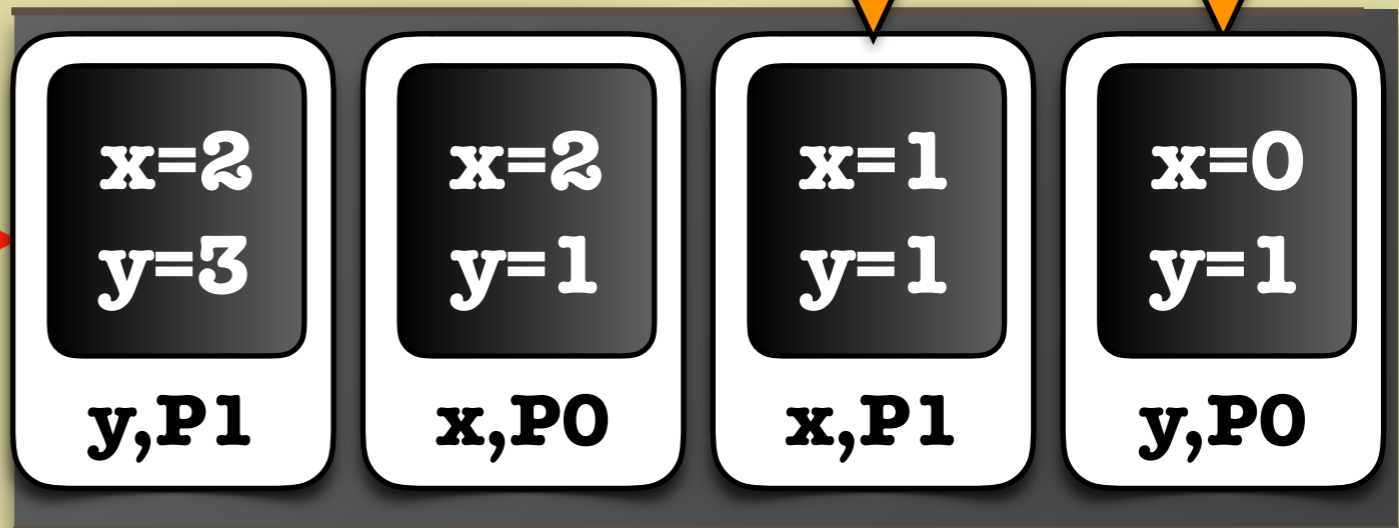 x=2
y=3
y,P1
x=2
y=1
x,P0
x=1
y=1
x,P1
x=0
y=1
y,P0